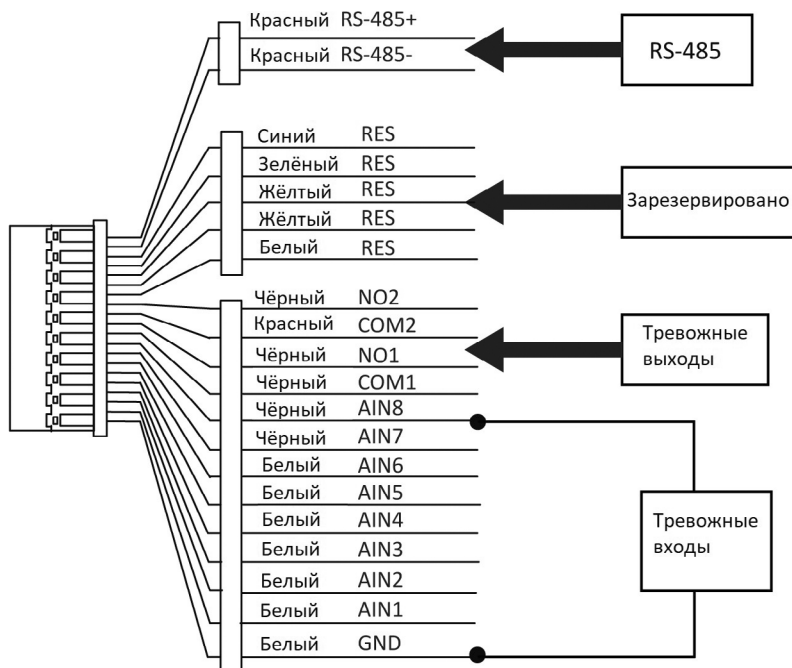 Красный RS-485+
Красный RS-485-
RS-485
Синий RES
Зелёный RES
Жёлтый RES
Жёлтый RES
Белый RES
Зарезервировано
Чёрный NO2
Красный COM2
Чёрный NO1
Чёрный COM1
Тревожные
выходы
Чёрный AIN8
Чёрный AIN7
Белый AIN6
Белый AIN5
Белый AIN4
Белый AIN3
Белый AIN2
Белый AIN1
Белый GND
Тревожные
входы